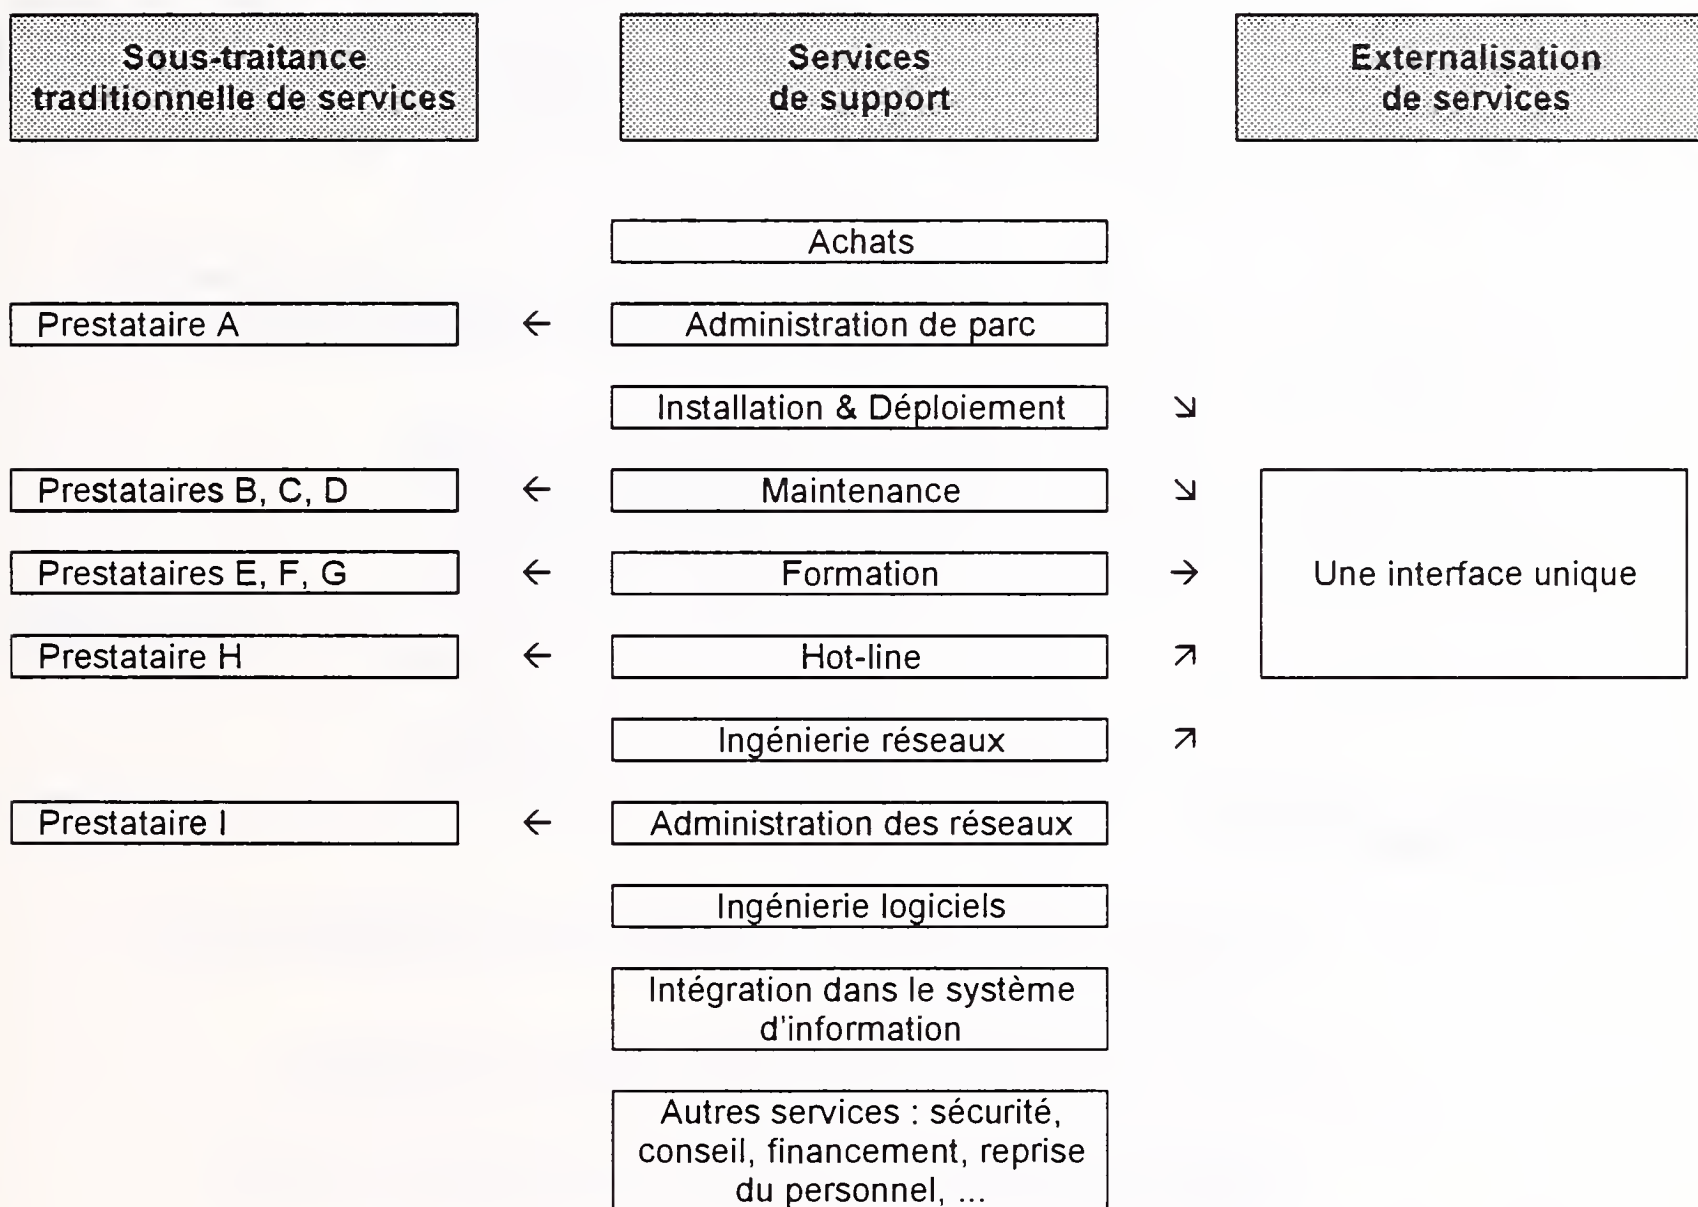 Sous-traitance
traditionnelle de services
Services
de support
Externalisation
de services
Achats
Prestataire A
←
Administration de parc
Installation & Déploiement
↘
Prestataires B, C, D
←
Maintenance
↘
Prestataires E, F, G
←
Formation
→
Une interface unique
Prestataire H
←
Hot-line
↗
Ingénierie réseaux
↗
Prestataire I
←
Administration des réseaux
Ingénierie logiciels
Intégration dans le système
d'information
Autres services : sécurité,
conseil, financement, reprise
du personnel, ...